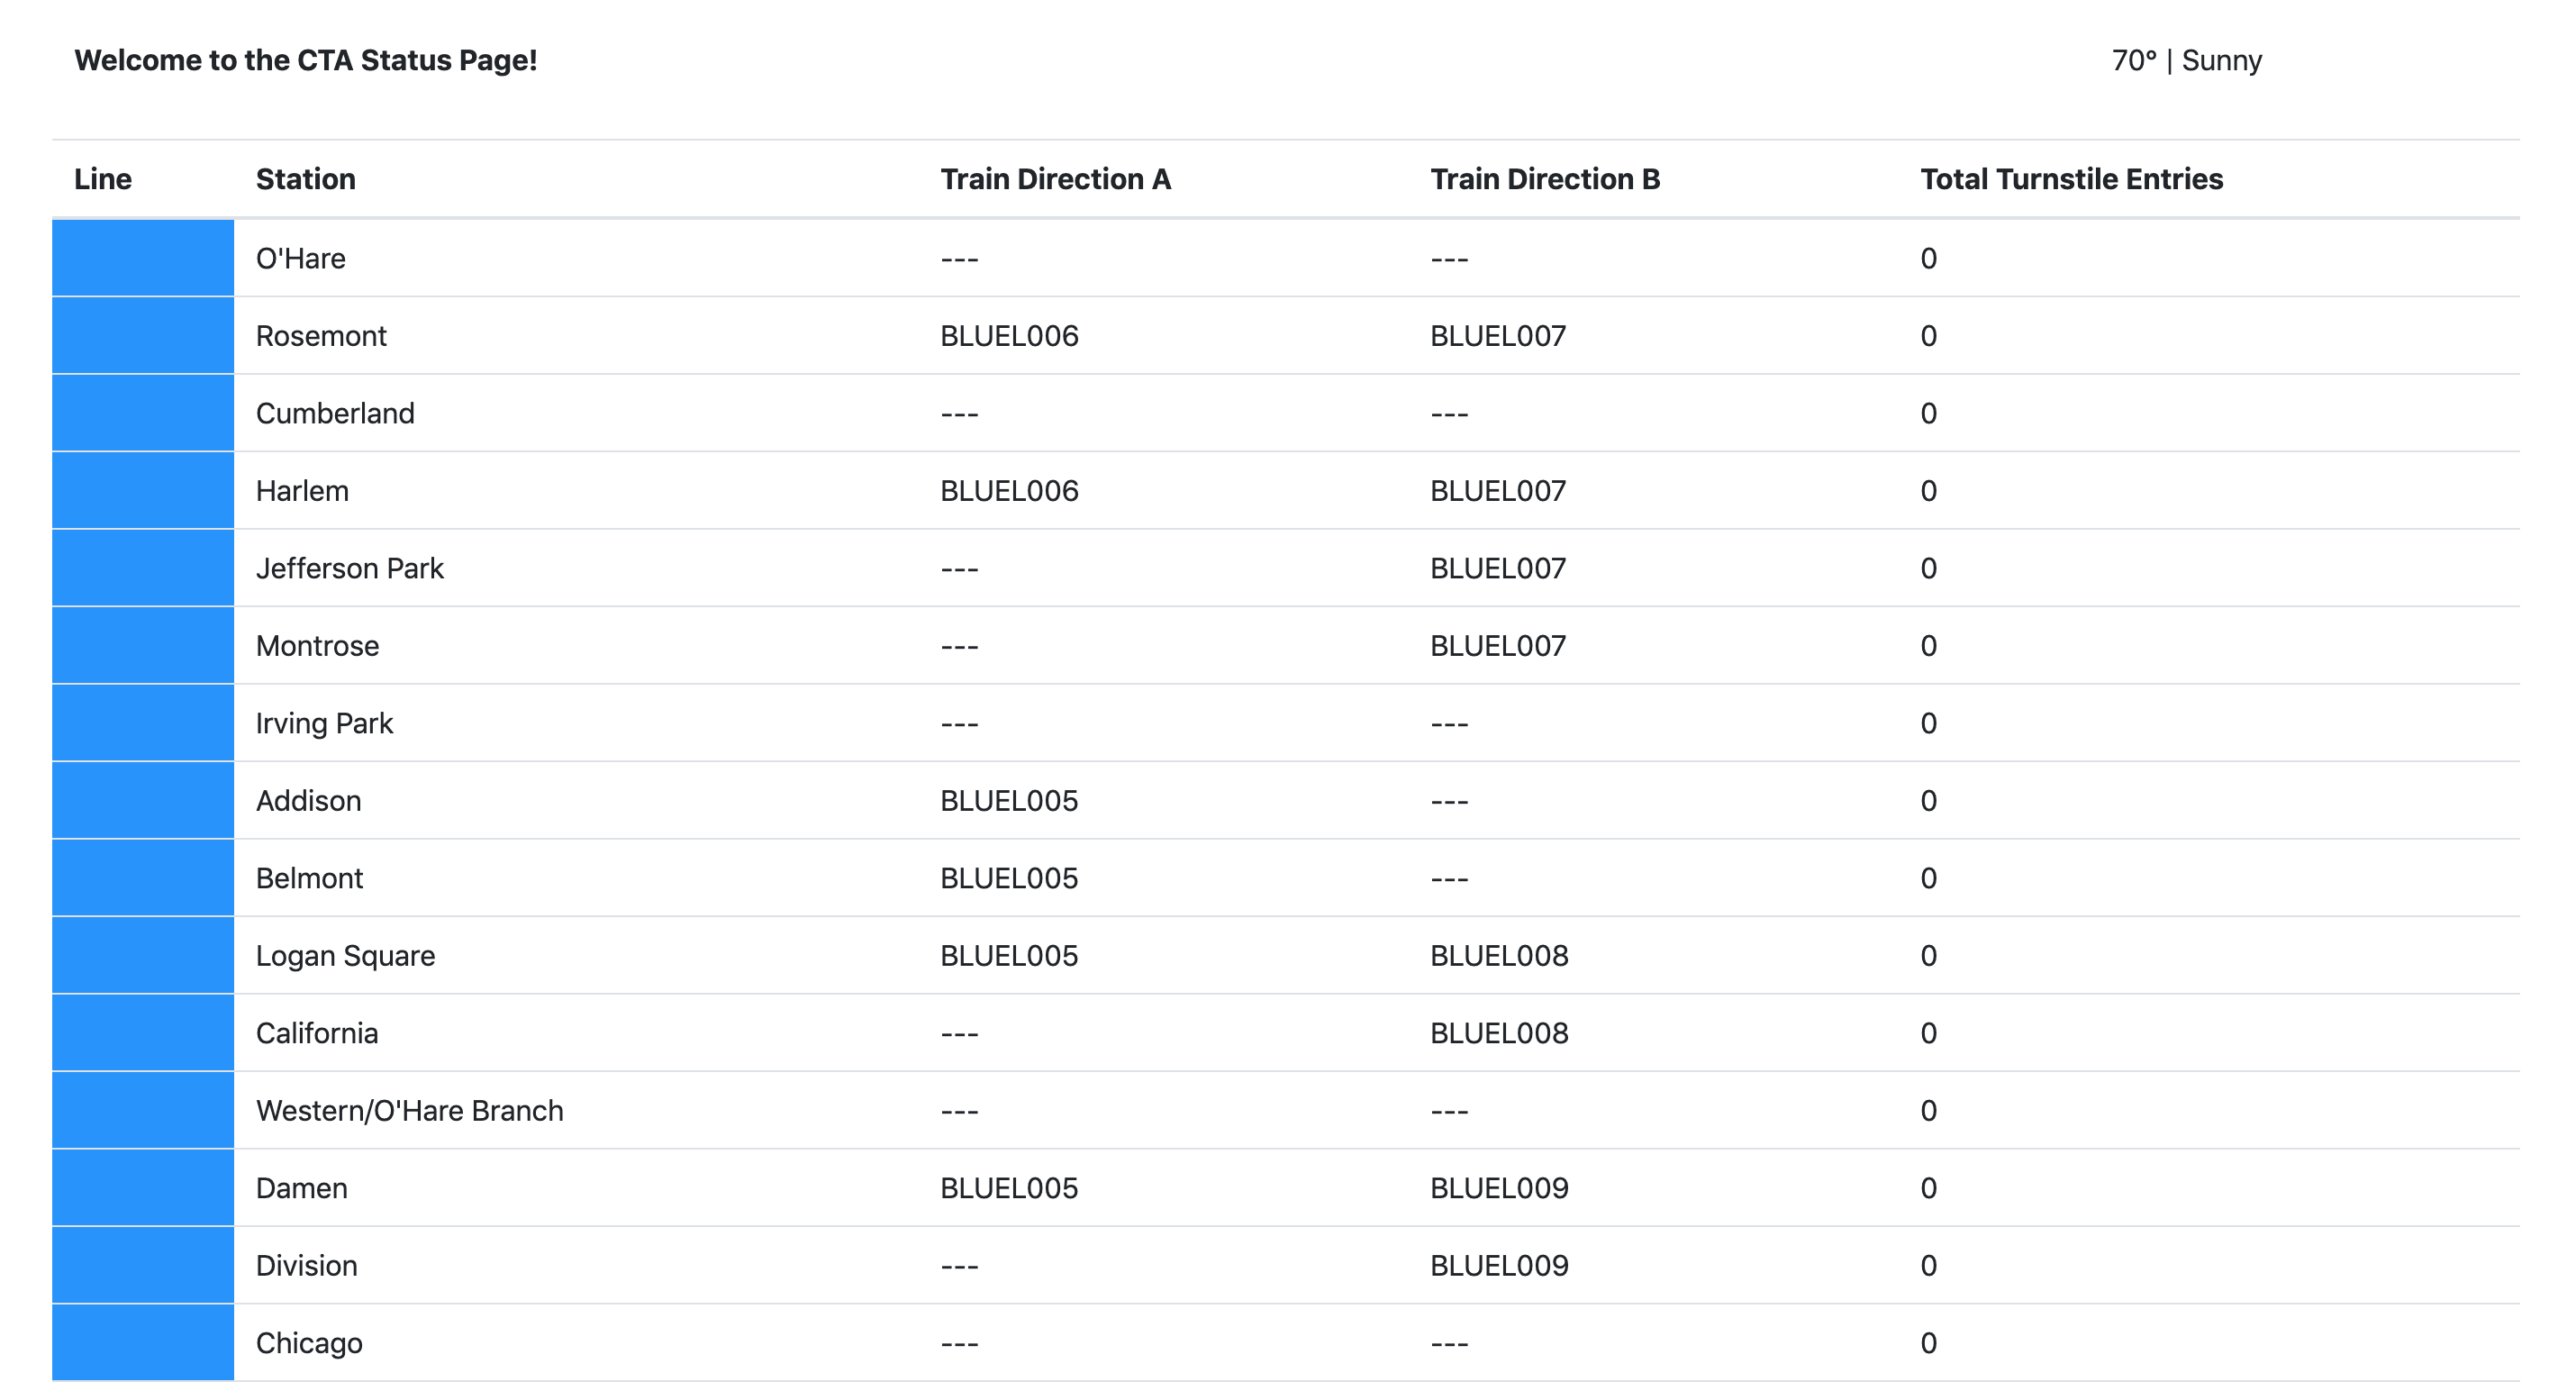 Welcome to the CTA Status Page! 70° | Sunny
Line Station Train Direction A Train Direction B Total Turnstile Entries
O'Hare --- --- 0
Rosemont BLUEL006 BLUEL007 0
Cumberland --- --- 0
Harlem BLUEL006 BLUEL007 0
Jefferson Park --- BLUEL007 0
Montrose --- BLUEL007 0
Irving Park --- --- 0
Addison BLUEL005 --- 0
Belmont BLUEL005 --- 0
Logan Square BLUEL005 BLUEL008 0
California --- BLUEL008 0
Western/O'Hare Branch --- --- 0
Damen BLUEL005 BLUEL009 0
Division --- BLUEL009 0
Chicago --- --- 0